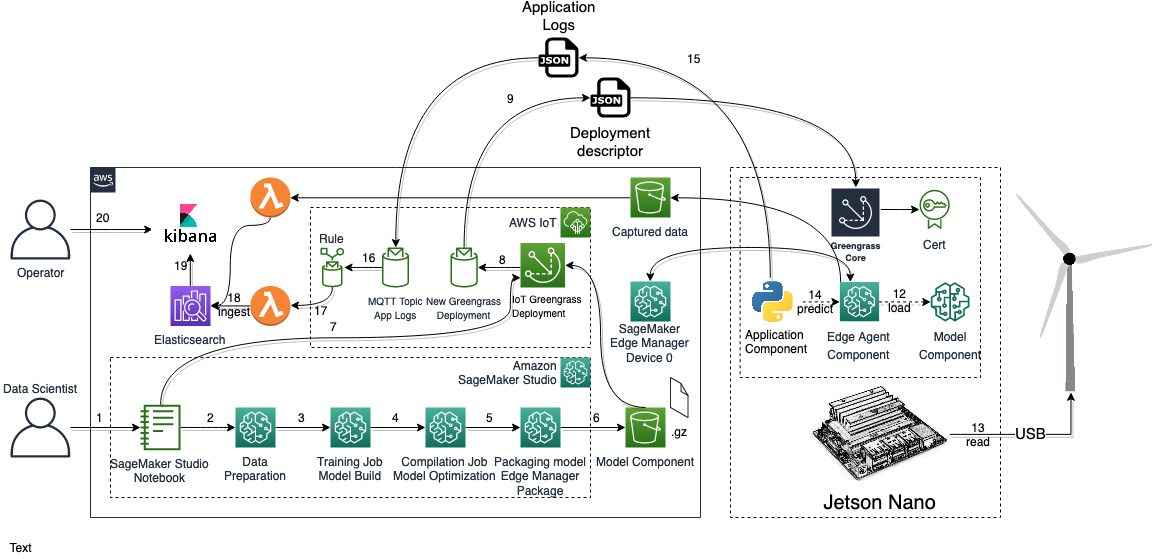 Application
Logs
JSON
15
9
JSON
Deployment
descriptor
aws
20
Operator
kibana
19
Elasticsearch
18
ingest
17
Rule
16
AWS IoT
MQTT Topic
App Logs
New Greengrass
Deployment
8
IoT Greengrass
Deployment
7
Captured data
SageMaker
Edge Manager
Device 0
Greengrass
Core
Cert
Application
Component
14
predict
Edge Agent
Component
12
load
Model
Component
Data Scientist
1
Amazon
SageMaker Studio
SageMaker Studio
Notebook
2
Data
Preparation
3
Training Job
Model Build
4
Compilation Job
Model Optimization
5
Packaging model
Edge Manager
Package
6
.gz
Model Component
Jetson Nano
13
read
USB
Text